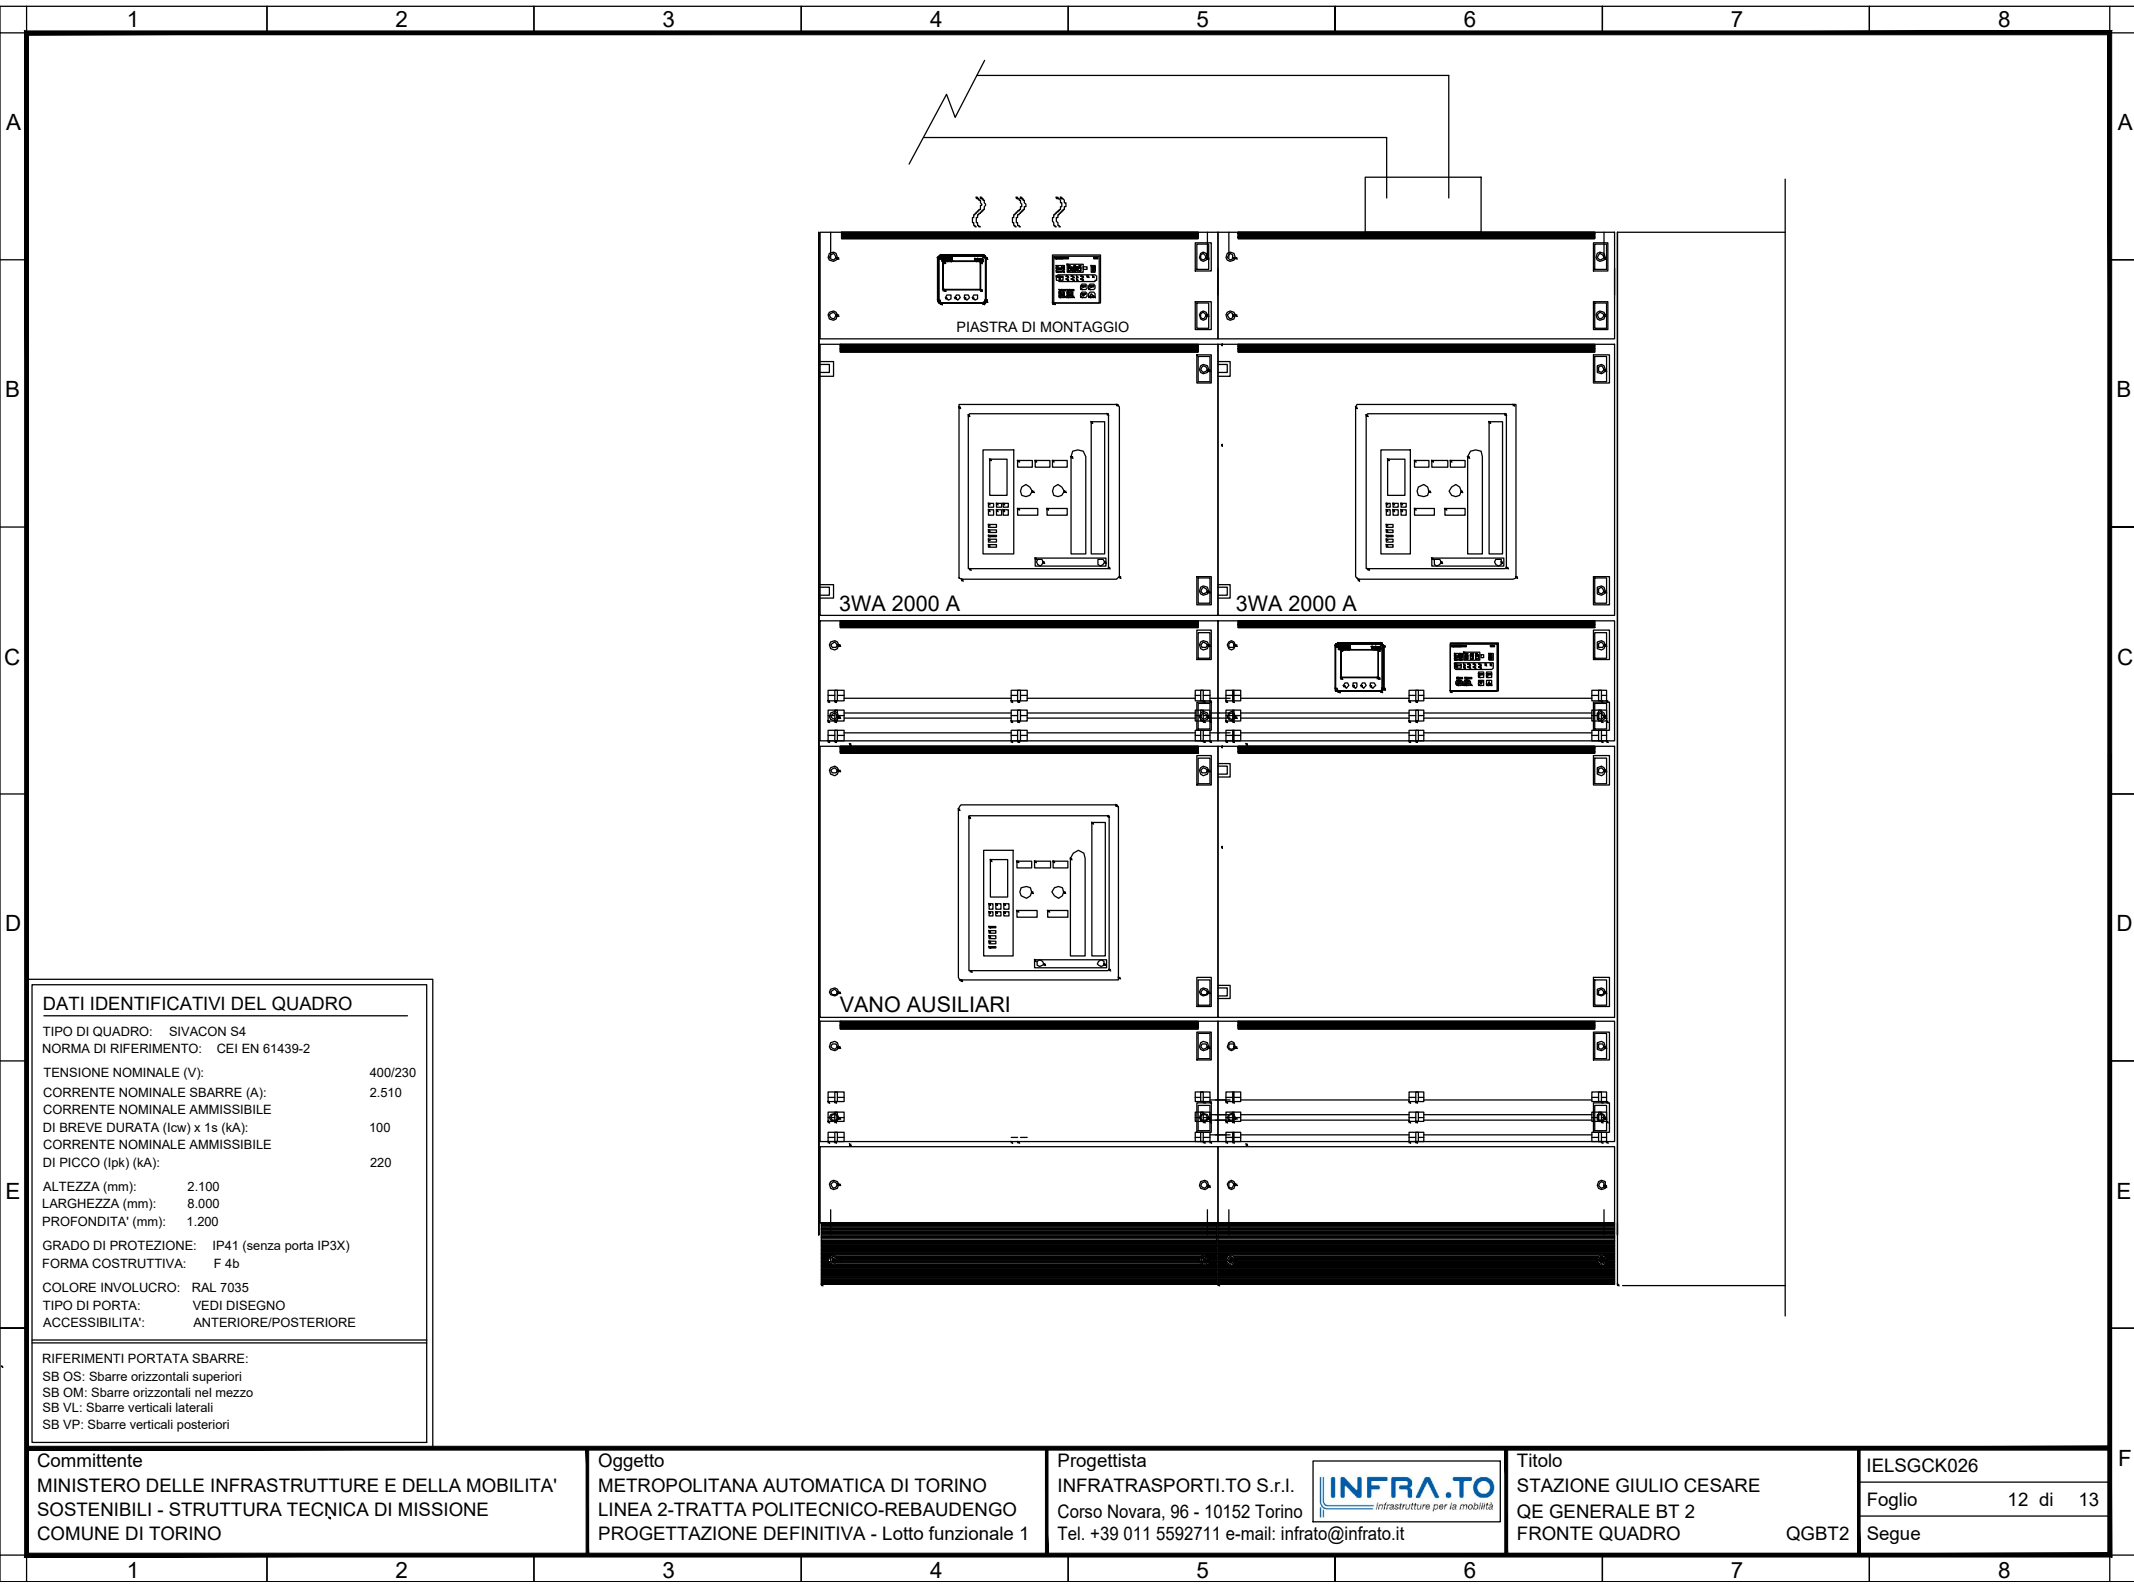 1 2 3 4 5 6 7 8
A A
B B
C C
D D
E E
F
PIASTRA DI MONTAGGIO
3WA 2000 A
3WA 2000 A
VANO AUSILIARI
DATI IDENTIFICATIVI DEL QUADRO
TIPO DI QUADRO: SIVACON S4
NORMA DI RIFERIMENTO: CEI EN 61439-2
TENSIONE NOMINALE (V): 400/230
CORRENTE NOMINALE SBARRE (A): 2.510
CORRENTE NOMINALE AMMISSIBILE
DI BREVE DURATA (Icw) x 1s (kA): 100
CORRENTE NOMINALE AMMISSIBILE
DI PICCO (Ipk) (kA): 220
ALTEZZA (mm): 2.100
LARGHEZZA (mm): 8.000
PROFONDITA' (mm): 1.200
GRADO DI PROTEZIONE: IP41 (senza porta IP3X)
FORMA COSTRUTTIVA: F 4b
COLORE INVOLUCRO: RAL 7035
TIPO DI PORTA: VEDI DISEGNO
ACCESSIBILITA': ANTERIORE/POSTERIORE
RIFERIMENTI PORTATA SBARRE:
SB OS: Sbarre orizzontali superiori
SB OM: Sbarre orizzontali nel mezzo
SB VL: Sbarre verticali laterali
SB VP: Sbarre verticali posteriori
Committente
MINISTERO DELLE INFRASTRUTTURE E DELLA MOBILITA'
SOSTENIBILI - STRUTTURA TECNICA DI MISSIONE
COMUNE DI TORINO
Oggetto
METROPOLITANA AUTOMATICA DI TORINO
LINEA 2-TRATTA POLITECNICO-REBAUDENGO
PROGETTAZIONE DEFINITIVA - Lotto funzionale 1
Progettista
INFRATRASPORTI.TO S.r.l.
Corso Novara, 96 - 10152 Torino
Tel. +39 011 5592711 e-mail: infrato@infrato.it
INFRA.TO
infrastrutture per la mobilità
Titolo
STAZIONE GIULIO CESARE
QE GENERALE BT 2
FRONTE QUADRO QGBT2
IELSGCK026
Foglio 12 di 13
Segue
1 2 3 4 5 6 7 8